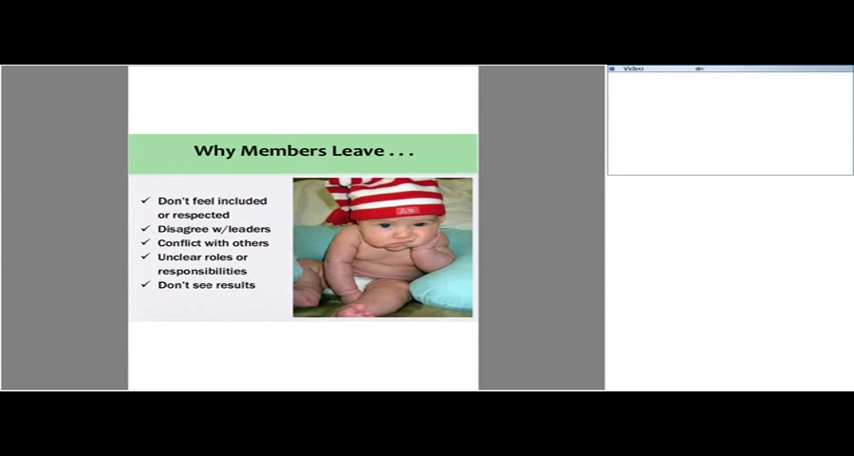 Video
Why Members Leave . . .
✓ Don't feel included
or respected
✓ Disagree w/leaders
✓ Conflict with others
✓ Unclear roles or
responsibilities
✓ Don't see results